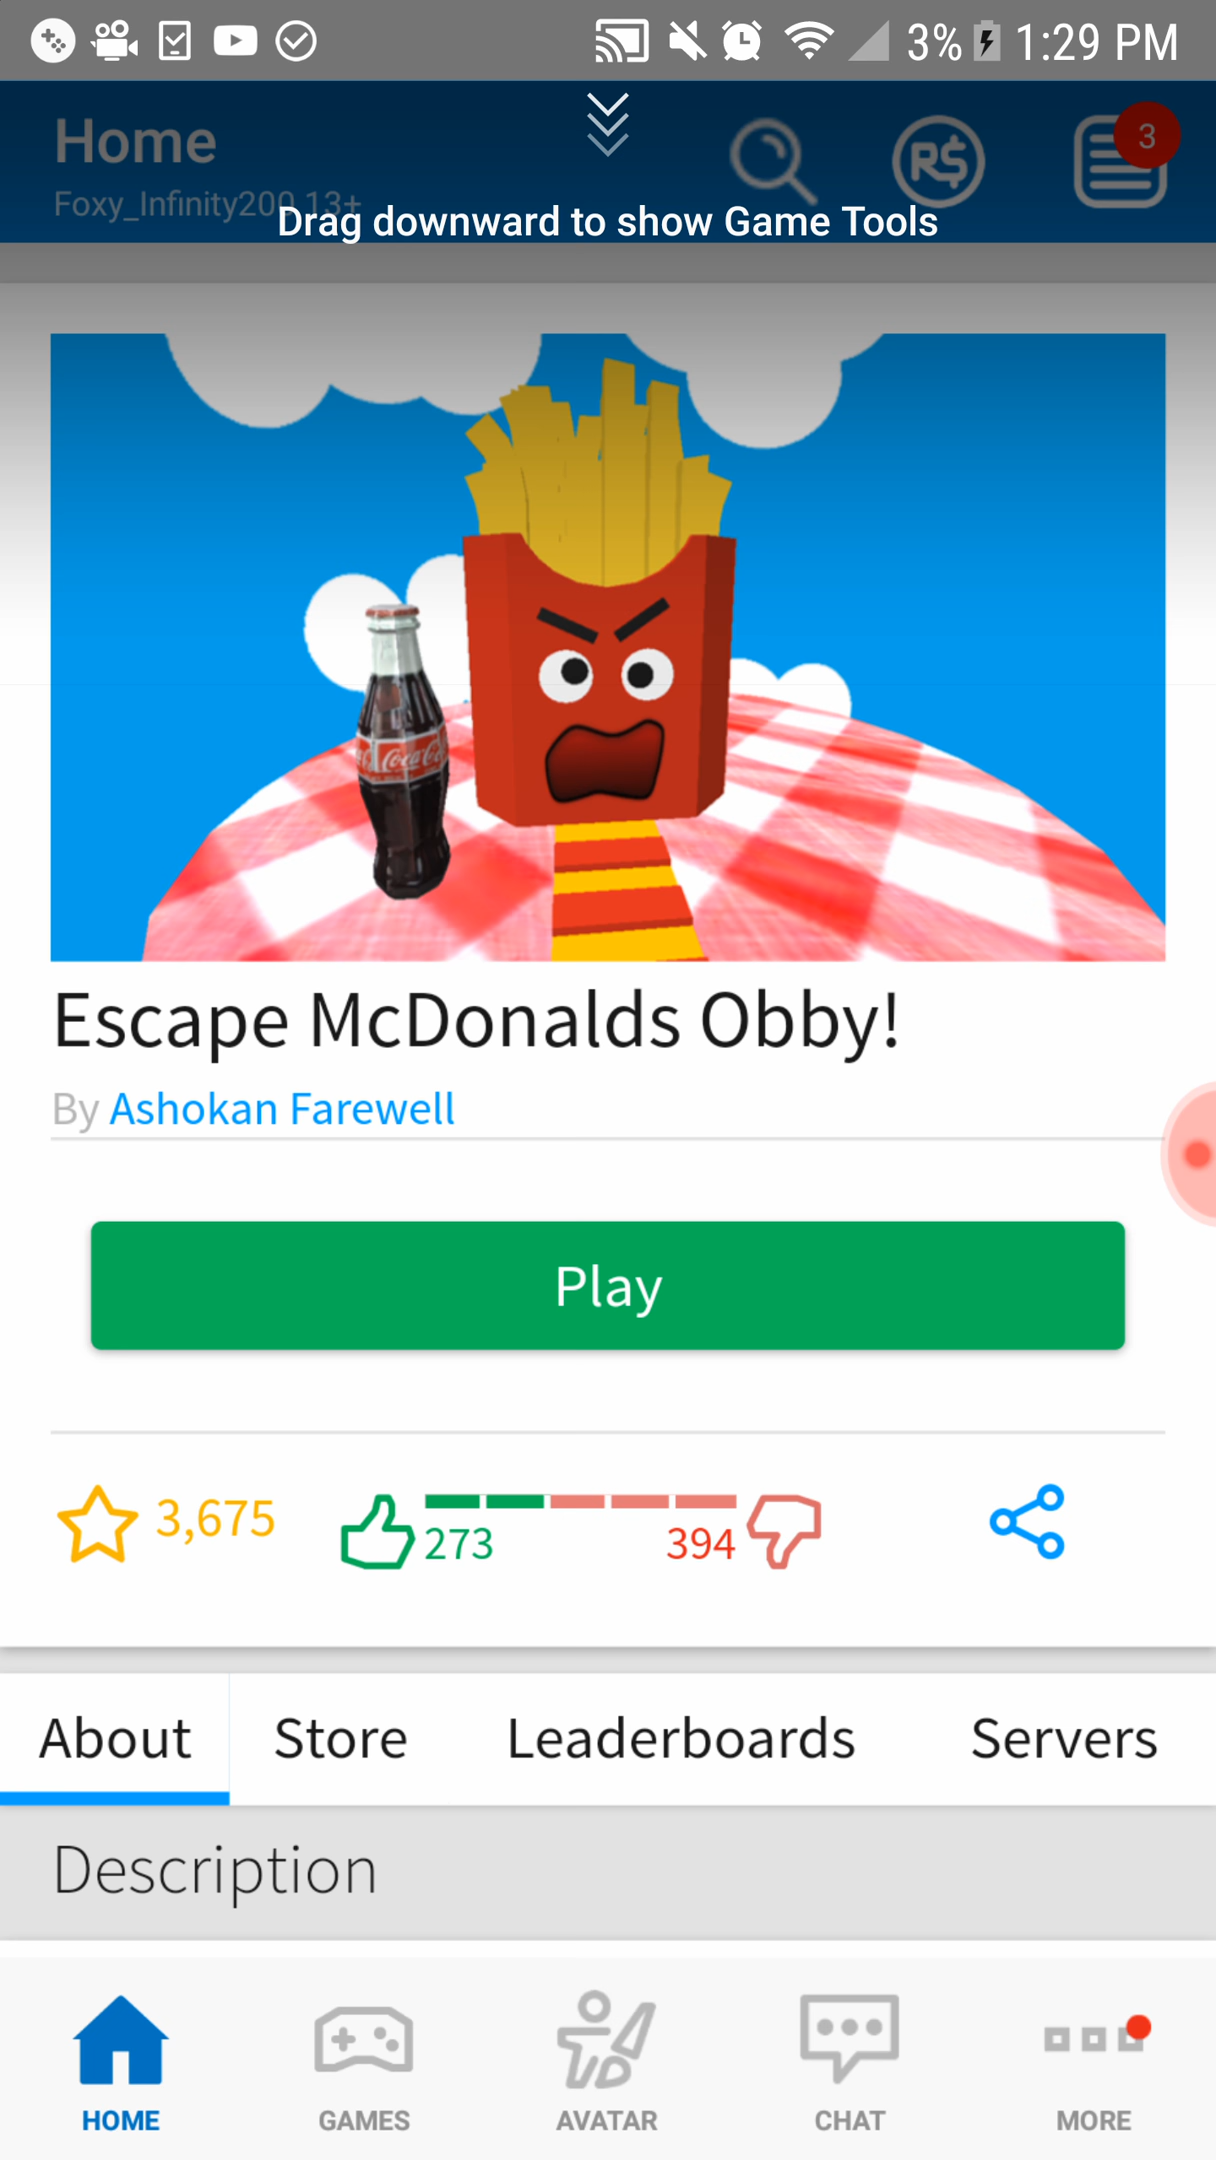 3% 1:29 PM
Home
Foxy_Infinity200 13+
R$
3
Drag downward to show Game Tools
Coca-Cola
Escape McDonalds Obby!
By Ashokan Farewell
Play
3,675
273
394
About Store Leaderboards Servers
Description
HOME GAMES AVATAR CHAT MORE